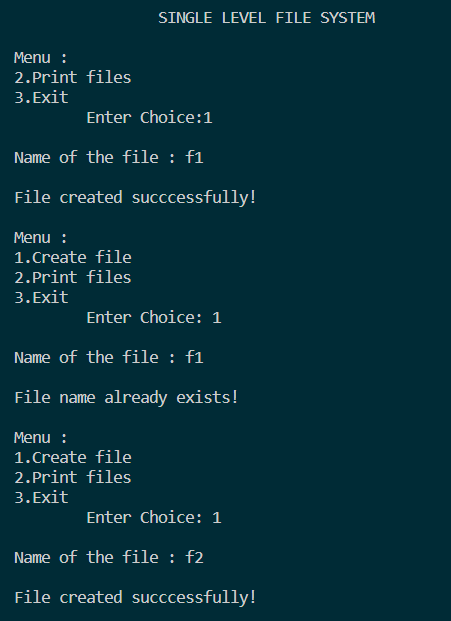 SINGLE LEVEL FILE SYSTEM
Menu :
2.Print files
3.Exit
Enter Choice:1
Name of the file : f1
File created succcessfully!
Menu :
1.Create file
2.Print files
3.Exit
Enter Choice: 1
Name of the file : f1
File name already exists!
Menu :
1.Create file
2.Print files
3.Exit
Enter Choice: 1
Name of the file : f2
File created succcessfully!